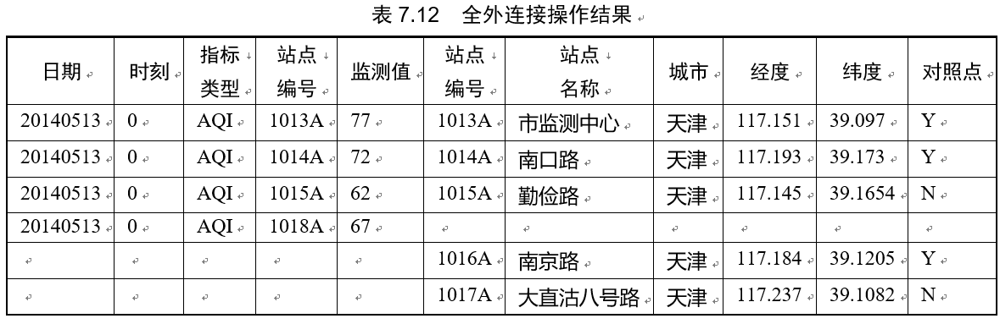 表 7.12 全外连接操作结果
日期 时刻 指标类型 站点编号 监测值 站点编号 站点名称 城市 经度 纬度 对照点
20140513 0 AQI 1013A 77 1013A 市监测中心 天津 117.151 39.097 Y
20140513 0 AQI 1014A 72 1014A 南口路 天津 117.193 39.173 Y
20140513 0 AQI 1015A 62 1015A 勤俭路 天津 117.145 39.1654 N
20140513 0 AQI 1018A 67
1016A 南京路 天津 117.184 39.1205 Y
1017A 大直沽八号路 天津 117.237 39.1082 N